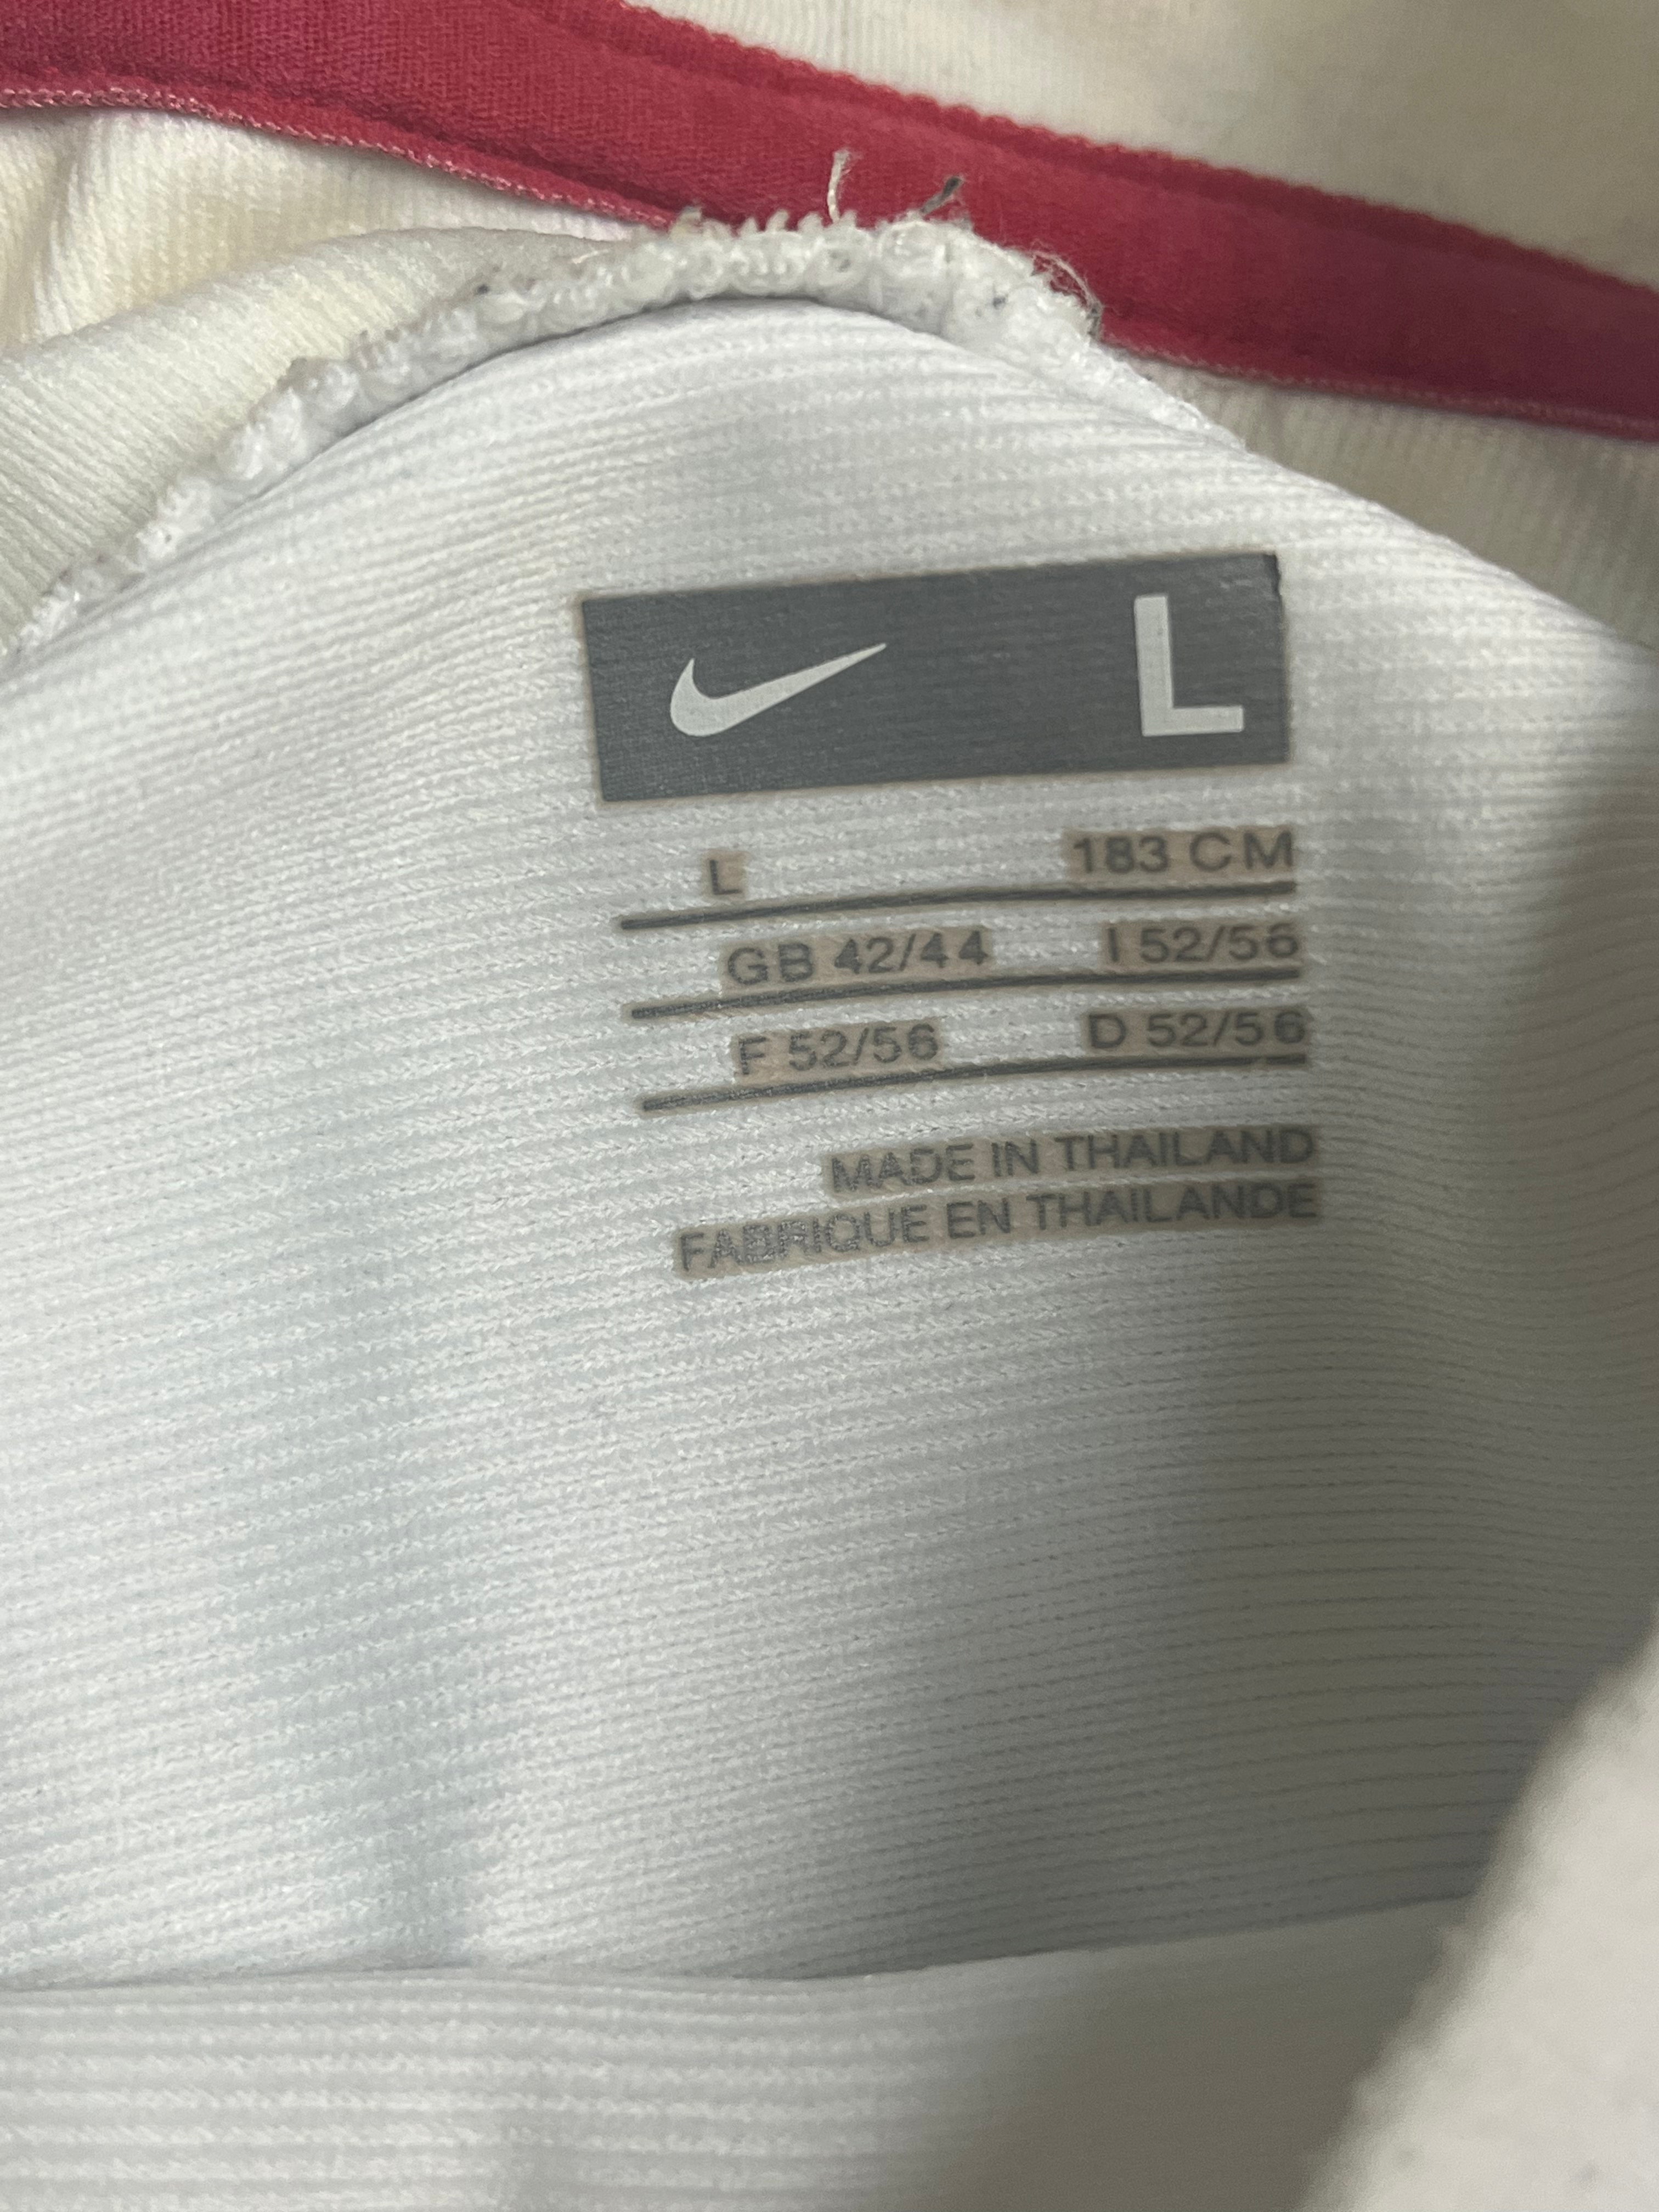 L
L 183 CM
GB 42/44 I 52/56
F 52/56 D 52/56
MADE IN THAILAND
FABRIQUE EN THAILANDE